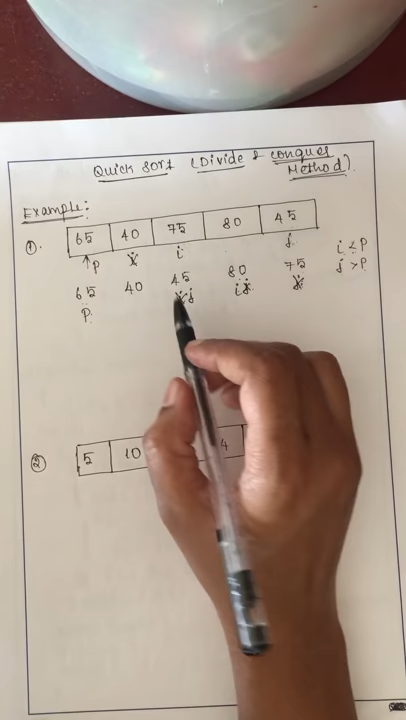 Quick Sort (Divide & conquer
Method).
Example:
①. 65 40 75 80 45
↑P i i j i ≤ P
j > P
65 40 45 80 75
P i j i j j
② 5 10 4